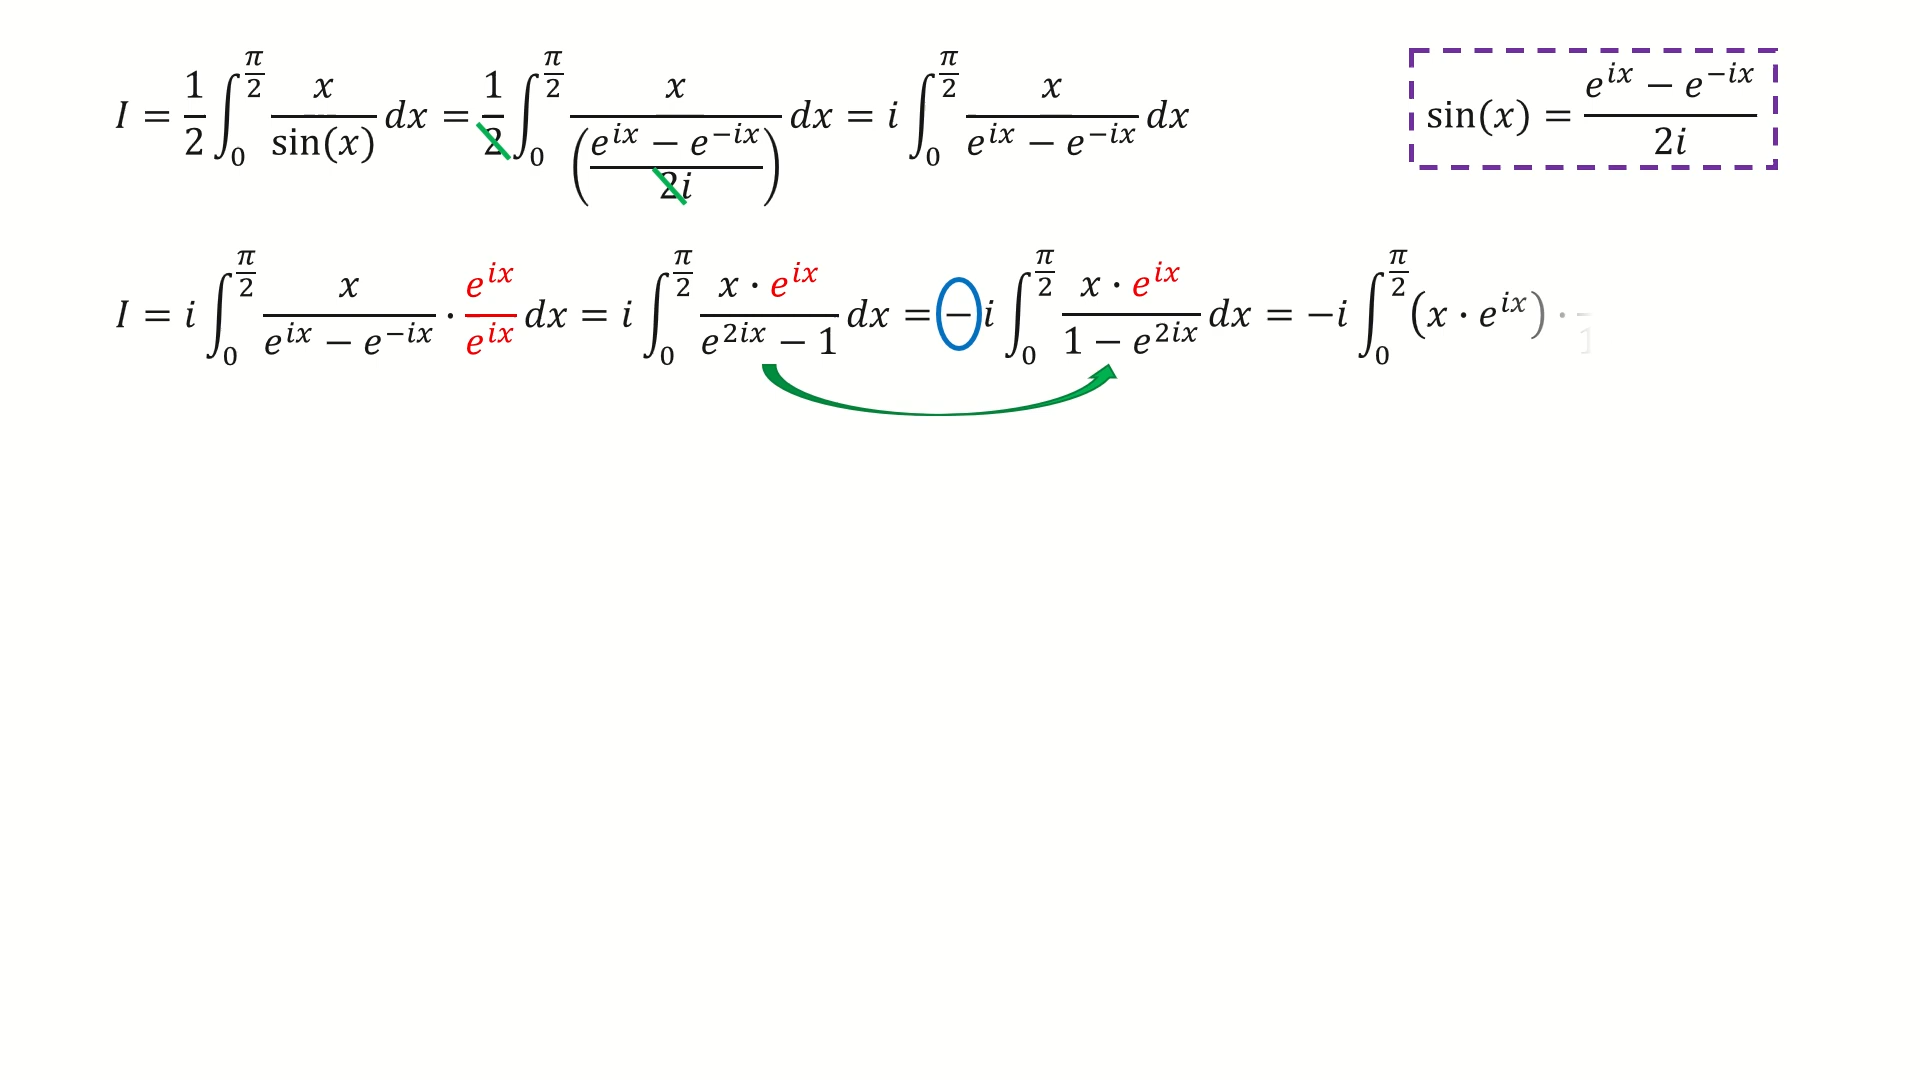 I = 1/2 ∫_0^{π/2} x/sin(x) dx = 1/2 ∫_0^{π/2} x/((e^{ix} − e^{−ix})/2i) dx = i ∫_0^{π/2} x/(e^{ix} − e^{−ix}) dx
sin(x) = (e^{ix} − e^{−ix})/2i
I = i ∫_0^{π/2} x/(e^{ix} − e^{−ix}) · e^{ix}/e^{ix} dx = i ∫_0^{π/2} (x · e^{ix})/(e^{2ix} − 1) dx = −i ∫_0^{π/2} (x · e^{ix})/(1 − e^{2ix}) dx = −i ∫_0^{π/2} (x · e^{ix}) ·